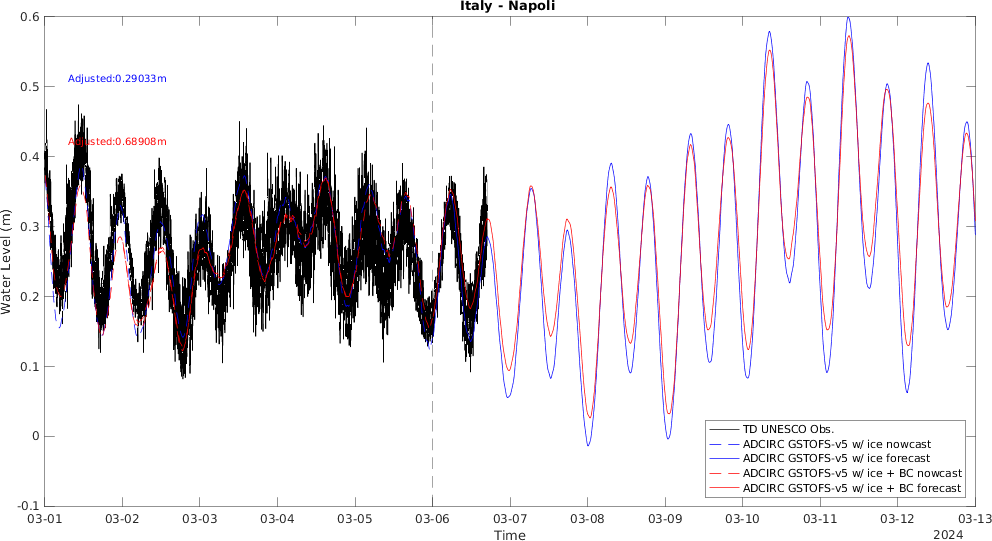 Italy - Napoli
0.6
0.5
0.4
0.3
0.2
0.1
0
-0.1
Water Level (m)
Adjusted:0.29033m
Adjusted:0.68908m
TD UNESCO Obs.
ADCIRC GSTOFS-v5 w/ ice nowcast
ADCIRC GSTOFS-v5 w/ ice forecast
ADCIRC GSTOFS-v5 w/ ice + BC nowcast
ADCIRC GSTOFS-v5 w/ ice + BC forecast
03-01 03-02 03-03 03-04 03-05 03-06 03-07 03-08 03-09 03-10 03-11 03-12 03-13
Time
2024